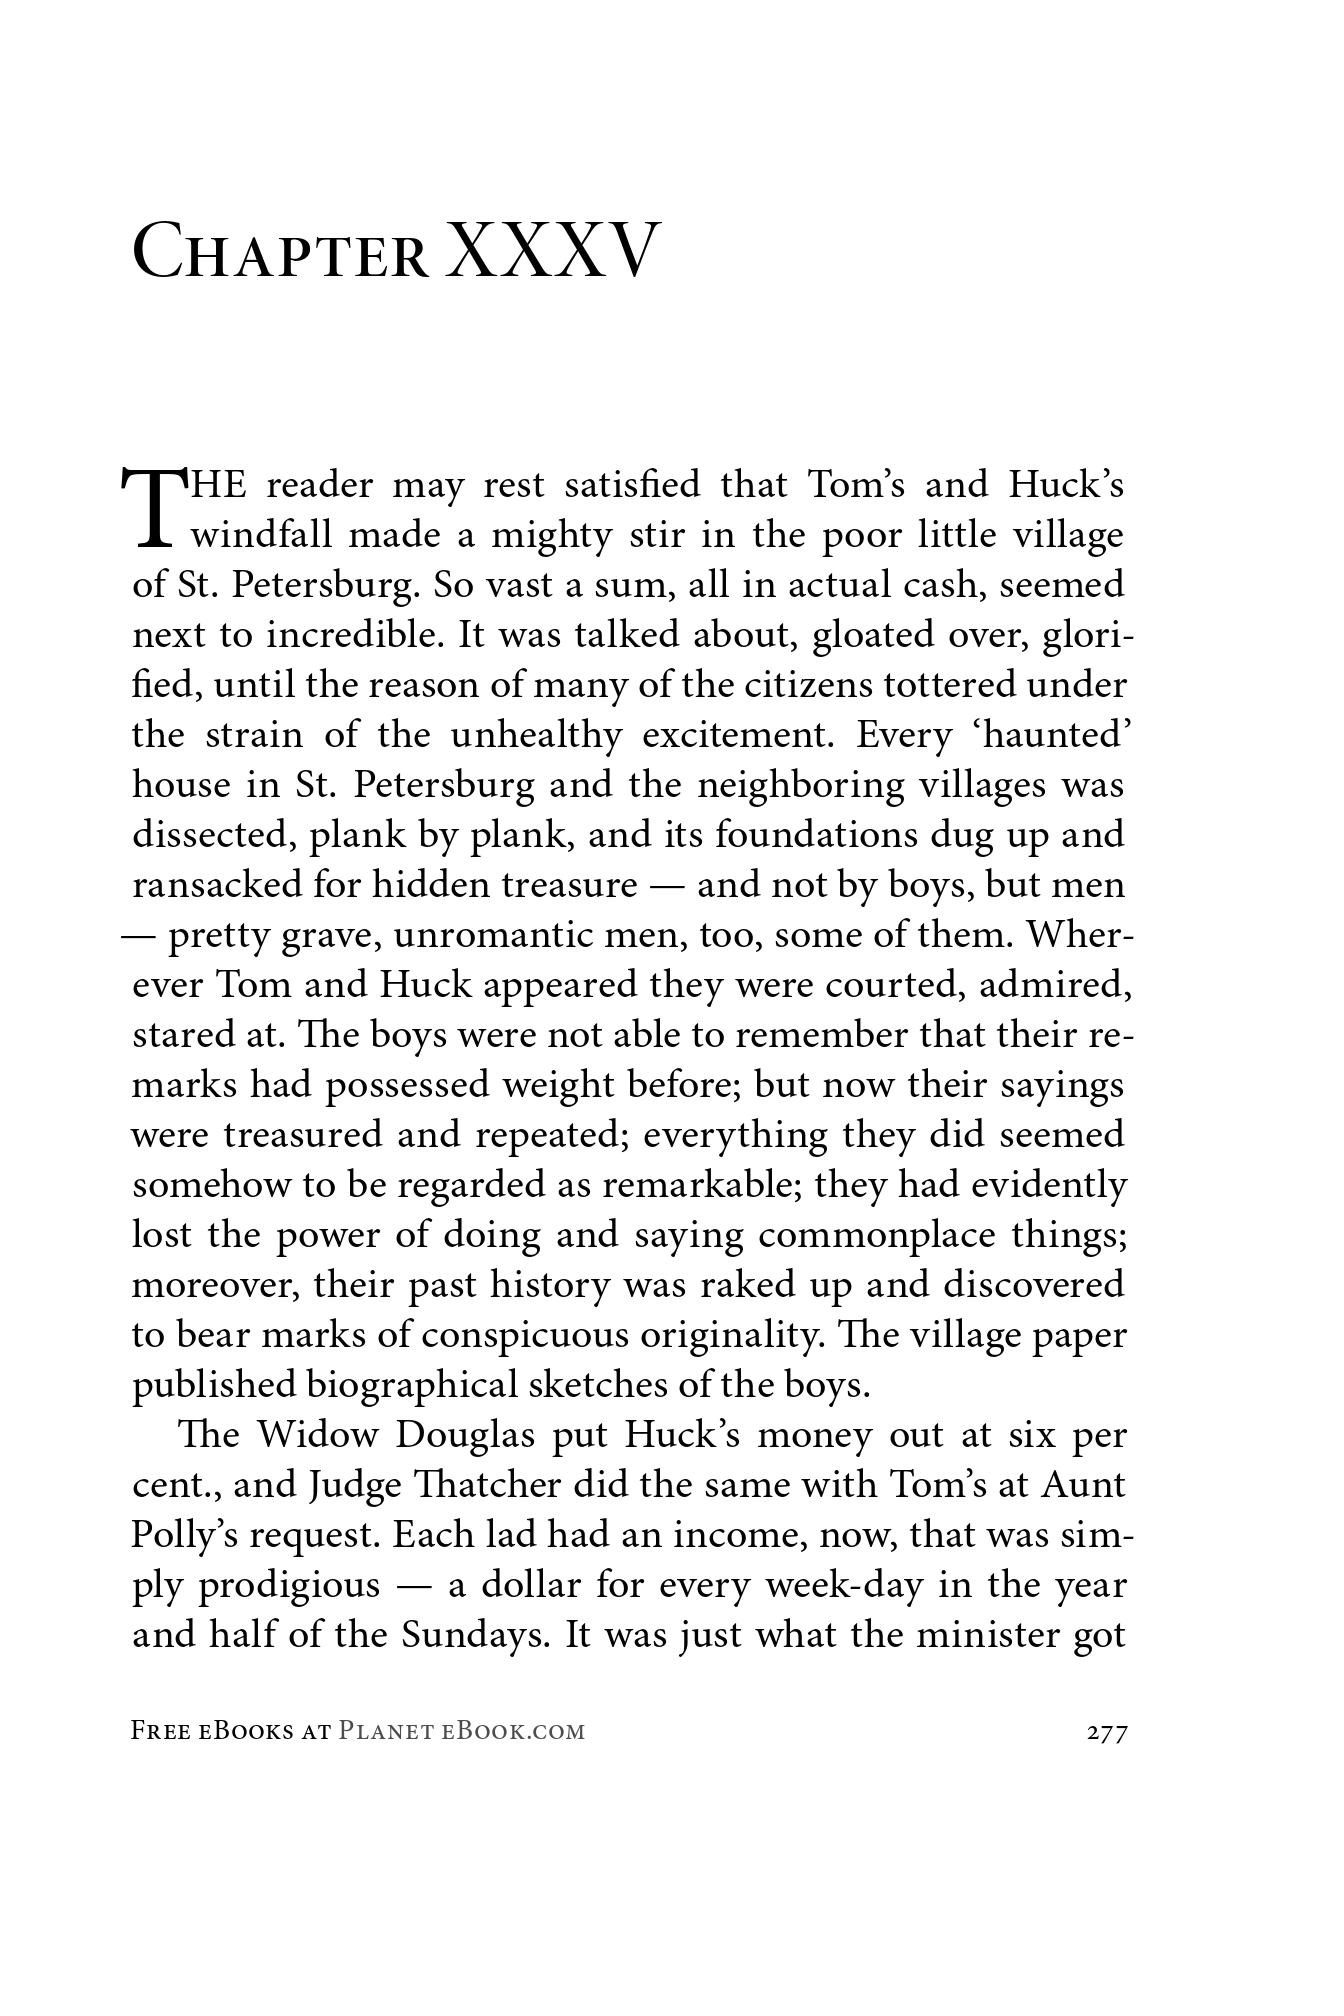 Chapter XXXV
THE reader may rest satisfied that Tom’s and Huck’s
windfall made a mighty stir in the poor little village
of St. Petersburg. So vast a sum, all in actual cash, seemed
next to incredible. It was talked about, gloated over, glori-
fied, until the reason of many of the citizens tottered under
the strain of the unhealthy excitement. Every ‘haunted’
house in St. Petersburg and the neighboring villages was
dissected, plank by plank, and its foundations dug up and
ransacked for hidden treasure — and not by boys, but men
— pretty grave, unromantic men, too, some of them. Wher-
ever Tom and Huck appeared they were courted, admired,
stared at. The boys were not able to remember that their re-
marks had possessed weight before; but now their sayings
were treasured and repeated; everything they did seemed
somehow to be regarded as remarkable; they had evidently
lost the power of doing and saying commonplace things;
moreover, their past history was raked up and discovered
to bear marks of conspicuous originality. The village paper
published biographical sketches of the boys.
The Widow Douglas put Huck’s money out at six per
cent., and Judge Thatcher did the same with Tom’s at Aunt
Polly’s request. Each lad had an income, now, that was sim-
ply prodigious — a dollar for every week-day in the year
and half of the Sundays. It was just what the minister got
Free eBooks at Planet eBook.com 277